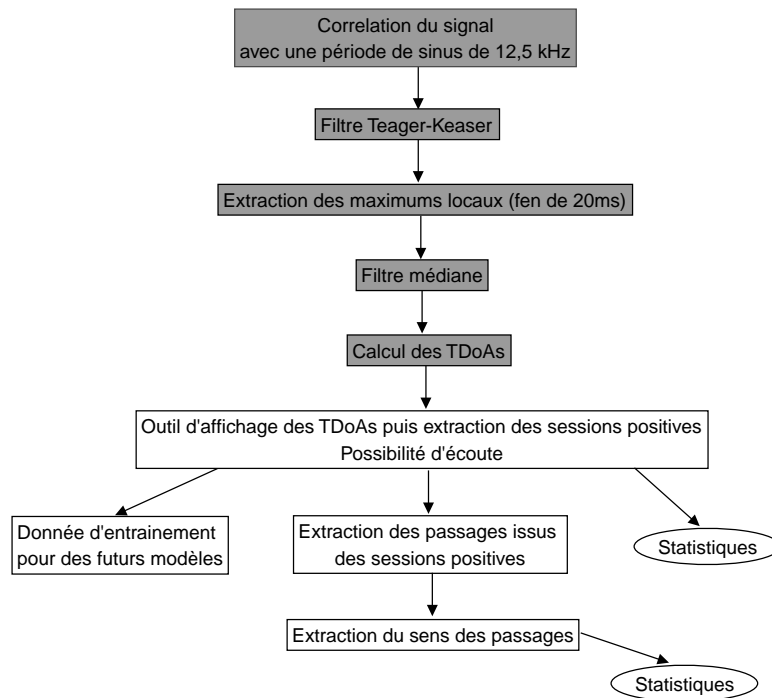 Correlation du signal
avec une période de sinus de 12,5 kHz
Filtre Teager-Keaser
Extraction des maximums locaux (fen de 20ms)
Filtre médiane
Calcul des TDoAs
Outil d'affichage des TDoAs puis extraction des sessions positives
Possibilité d'écoute
Donnée d'entrainement
pour des futurs modèles
Extraction des passages issus
des sessions positives
Statistiques
Extraction du sens des passages
Statistiques